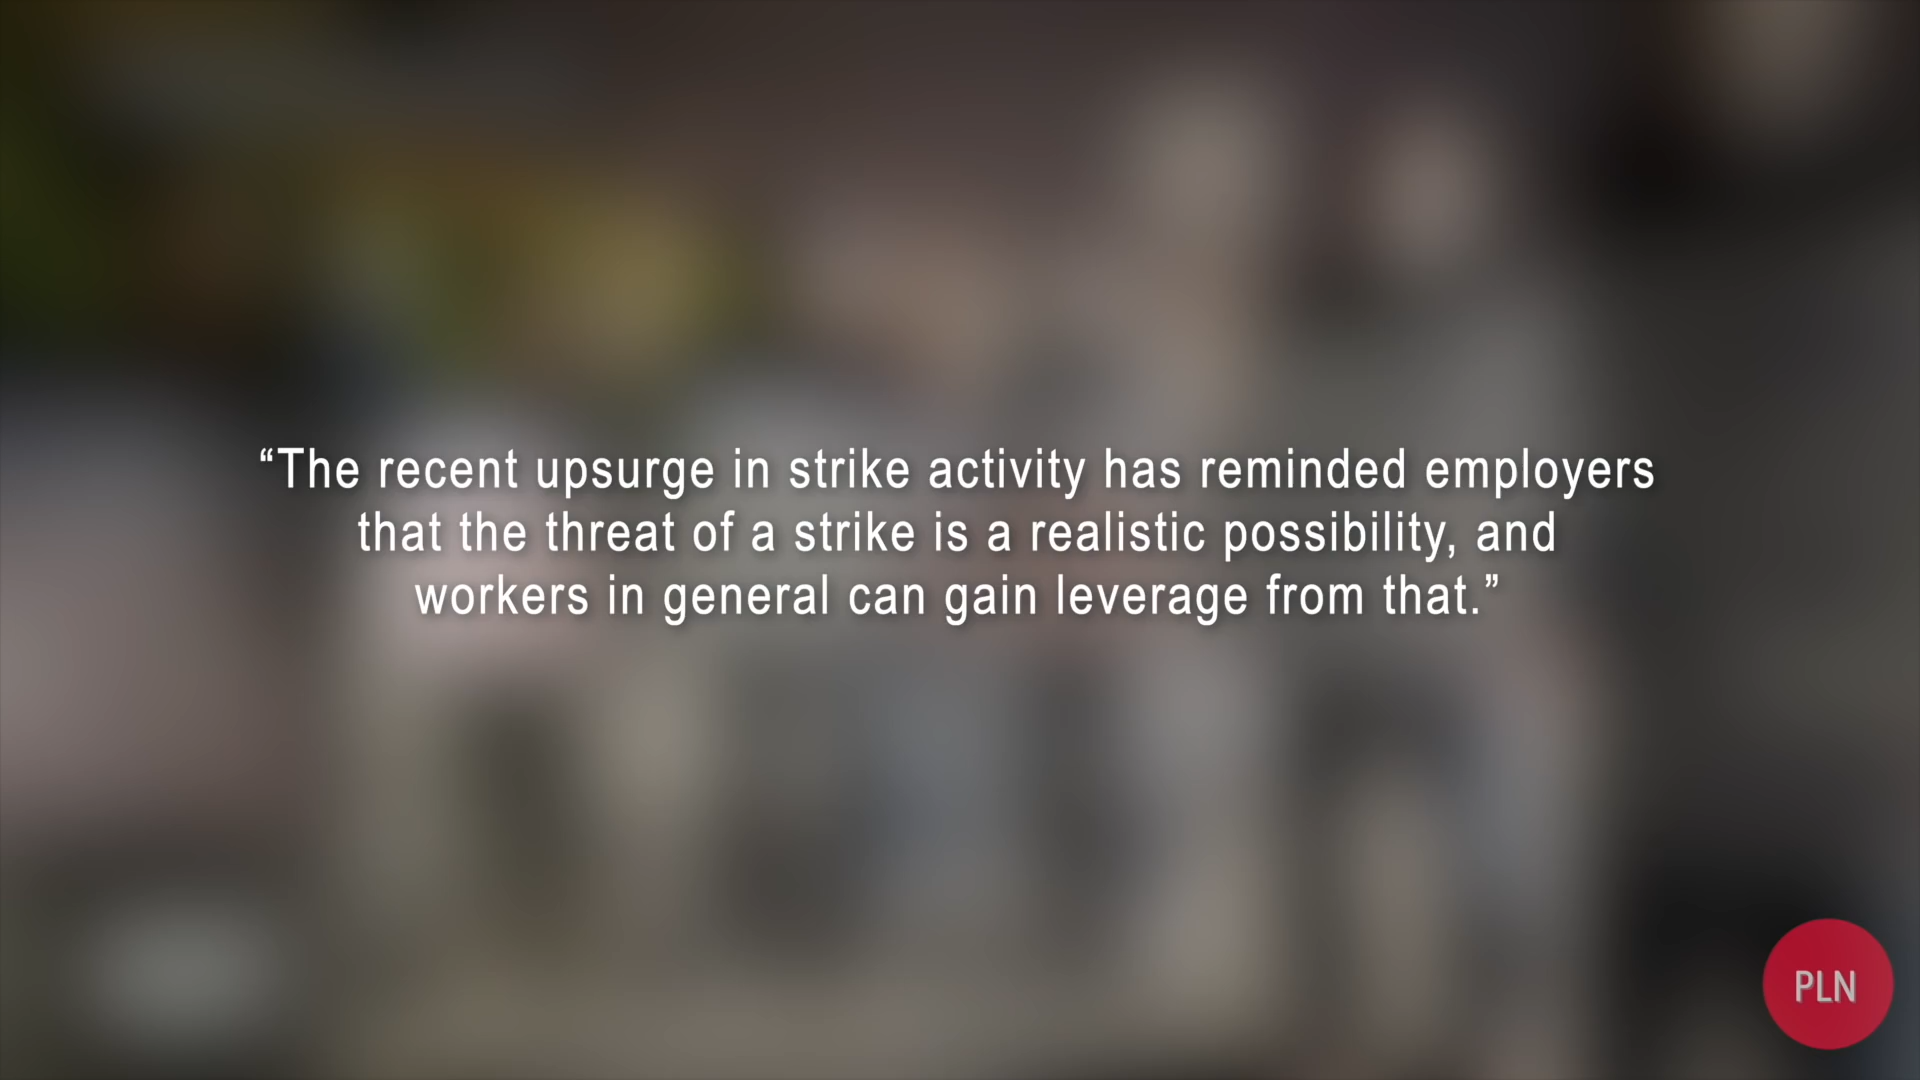 “The recent upsurge in strike activity has reminded employers
that the threat of a strike is a realistic possibility, and
workers in general can gain leverage from that.”
PLN